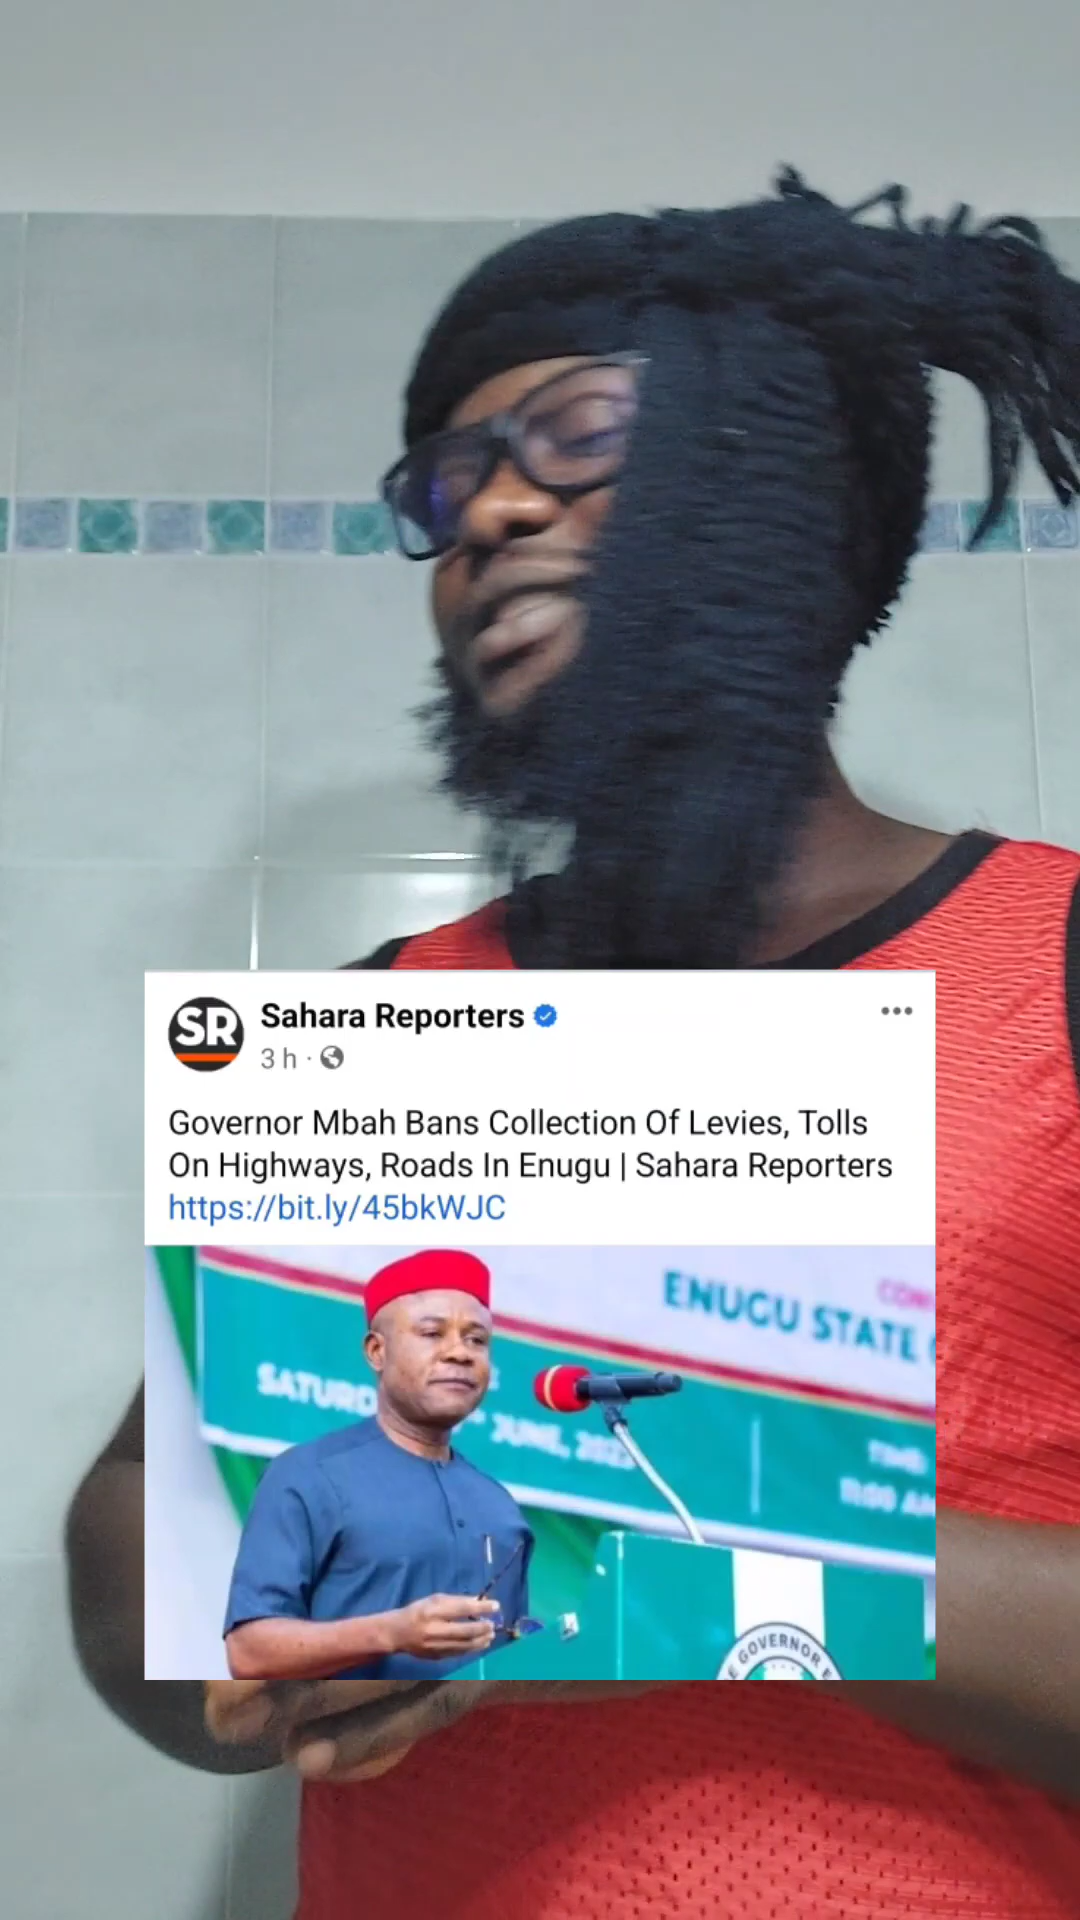 SR
Sahara Reporters
3 h
Governor Mbah Bans Collection Of Levies, Tolls
On Highways, Roads In Enugu | Sahara Reporters
https://bit.ly/45bkWJC
ENUGU STATE
JUNE,
GOVERNOR